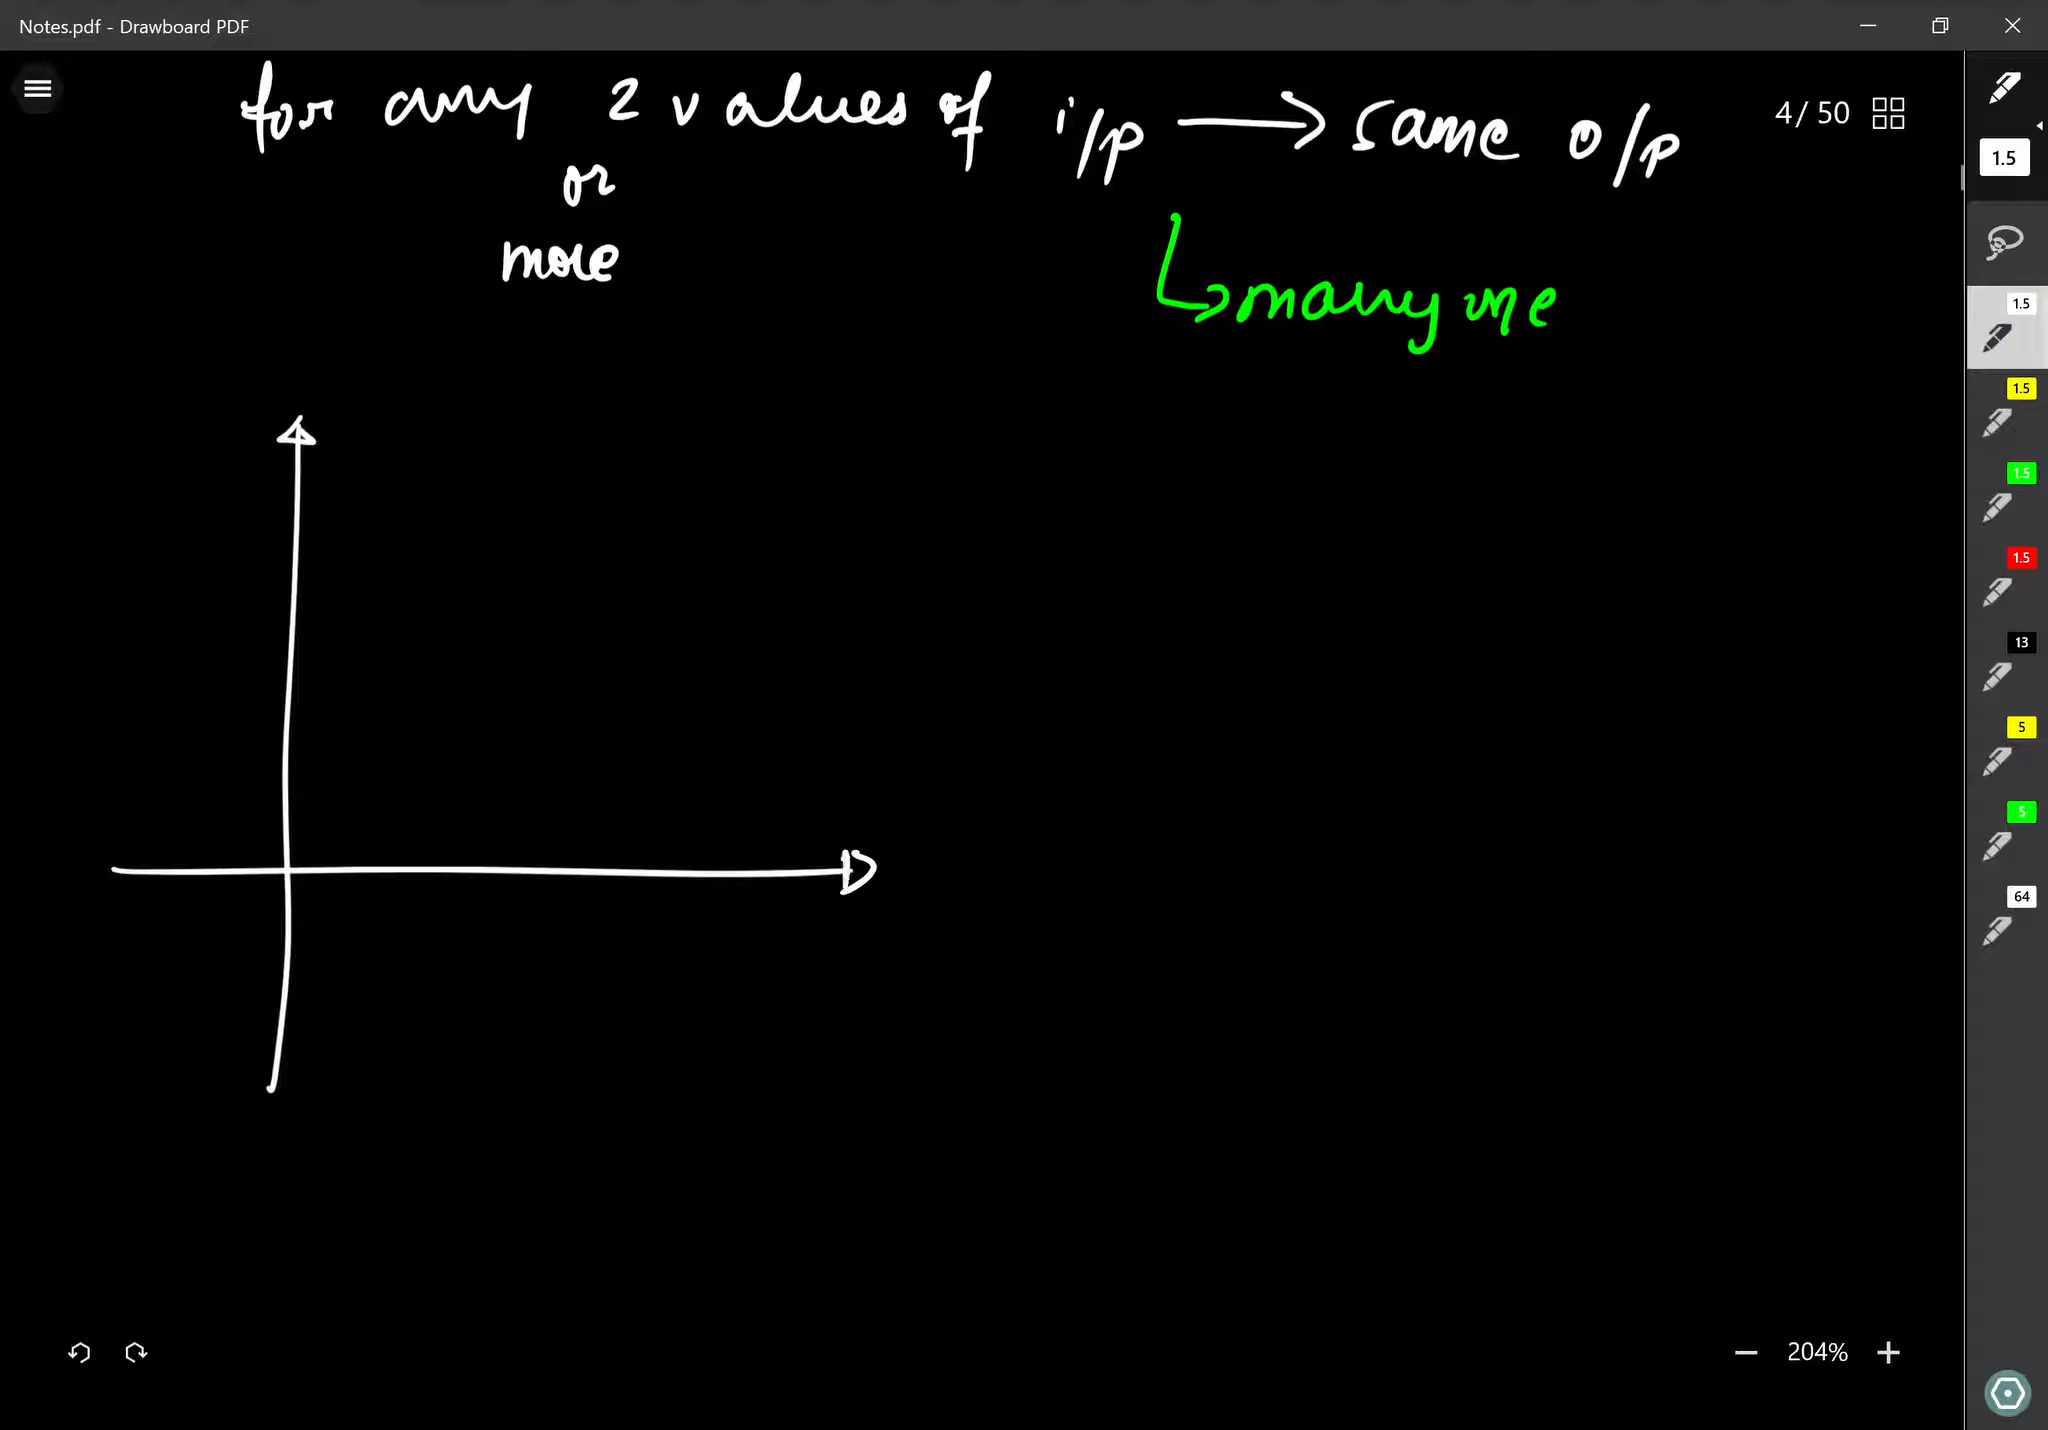 Notes.pdf - Drawboard PDF
for any 2 values of i/p → same o/p
4 / 50
or
more
↳ many one
1.5
1.5
1.5
1.5
1.5
13
5
5
64
204%